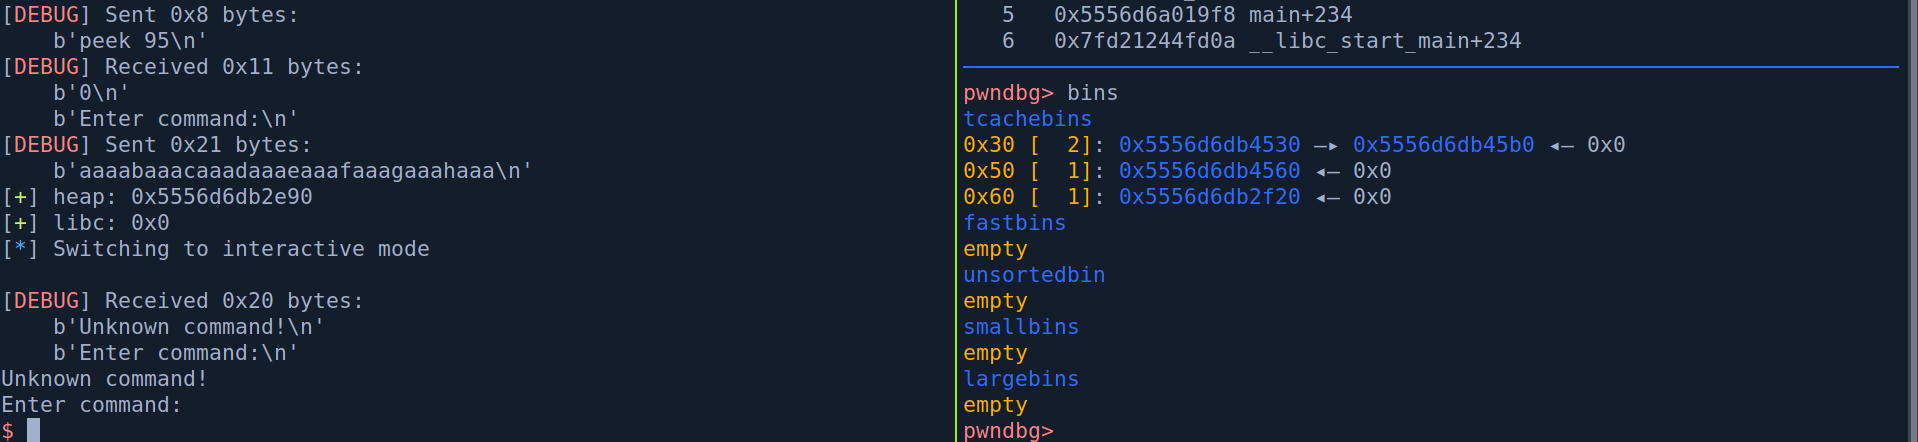 [DEBUG] Sent 0x8 bytes:
    b'peek 95\n'
[DEBUG] Received 0x11 bytes:
    b'0\n'
    b'Enter command:\n'
[DEBUG] Sent 0x21 bytes:
    b'aaaabaaacaaadaaaeaaafaaagaaahaaa\n'
[+] heap: 0x5556d6db2e90
[+] libc: 0x0
[*] Switching to interactive mode
[DEBUG] Received 0x20 bytes:
    b'Unknown command!\n'
    b'Enter command:\n'
Unknown command!
Enter command:
$
5   0x5556d6a019f8 main+234
6   0x7fd21244fd0a __libc_start_main+234
pwndbg> bins
tcachebins
0x30 [  2]: 0x5556d6db4530 —▸ 0x5556d6db45b0 ◂— 0x0
0x50 [  1]: 0x5556d6db4560 ◂— 0x0
0x60 [  1]: 0x5556d6db2f20 ◂— 0x0
fastbins
empty
unsortedbin
empty
smallbins
empty
largebins
empty
pwndbg>